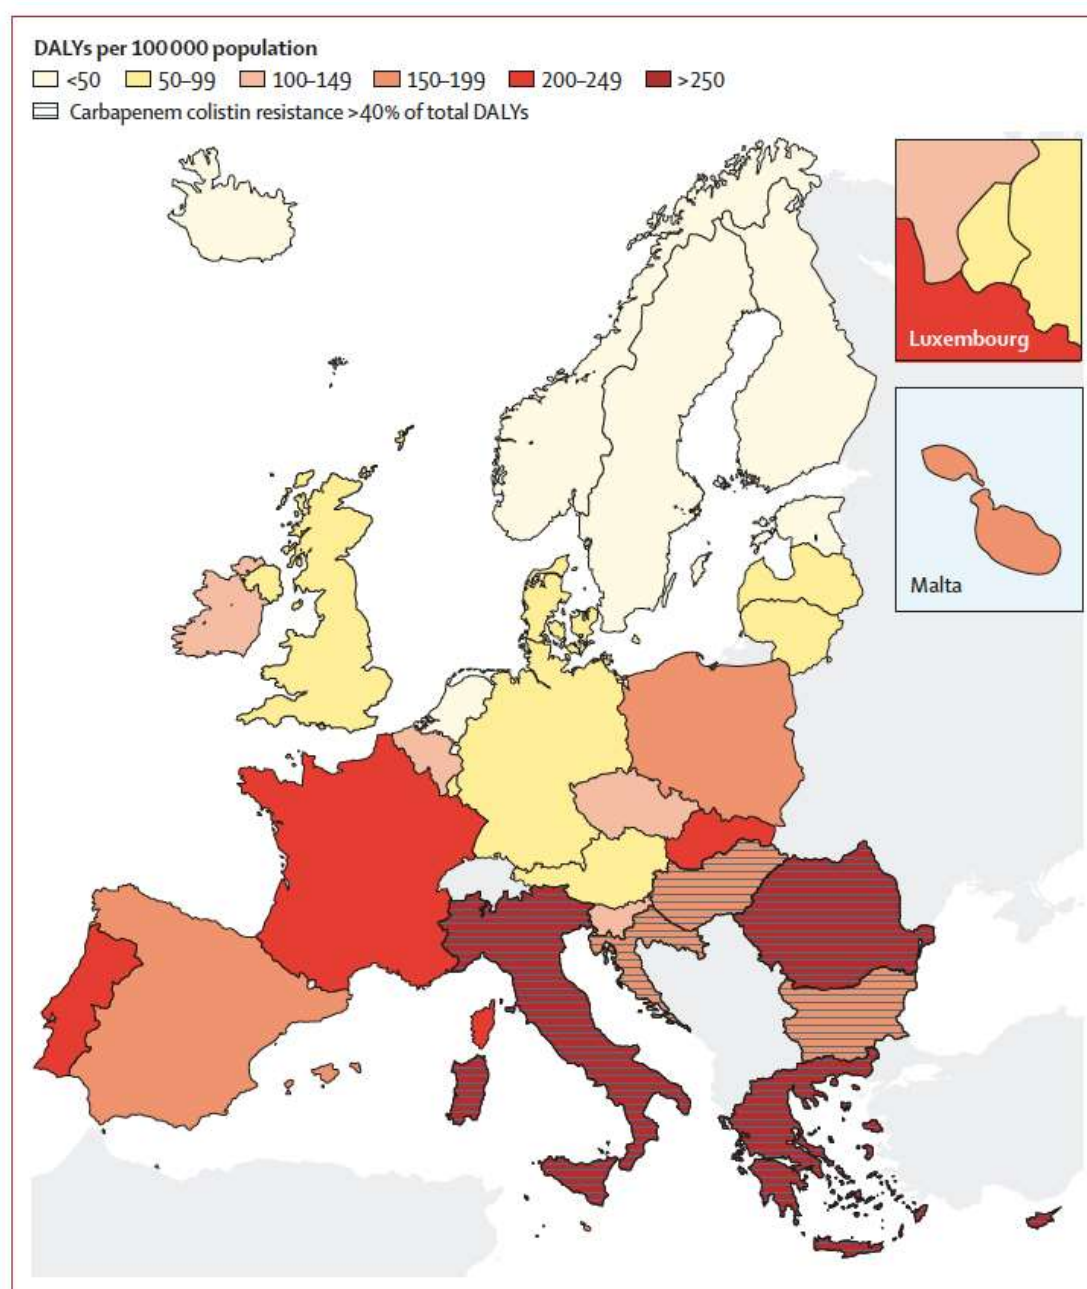 DALYs per 100 000 population
<50 50–99 100–149 150–199 200–249 >250
Carbapenem colistin resistance >40% of total DALYs
Luxembourg
Malta